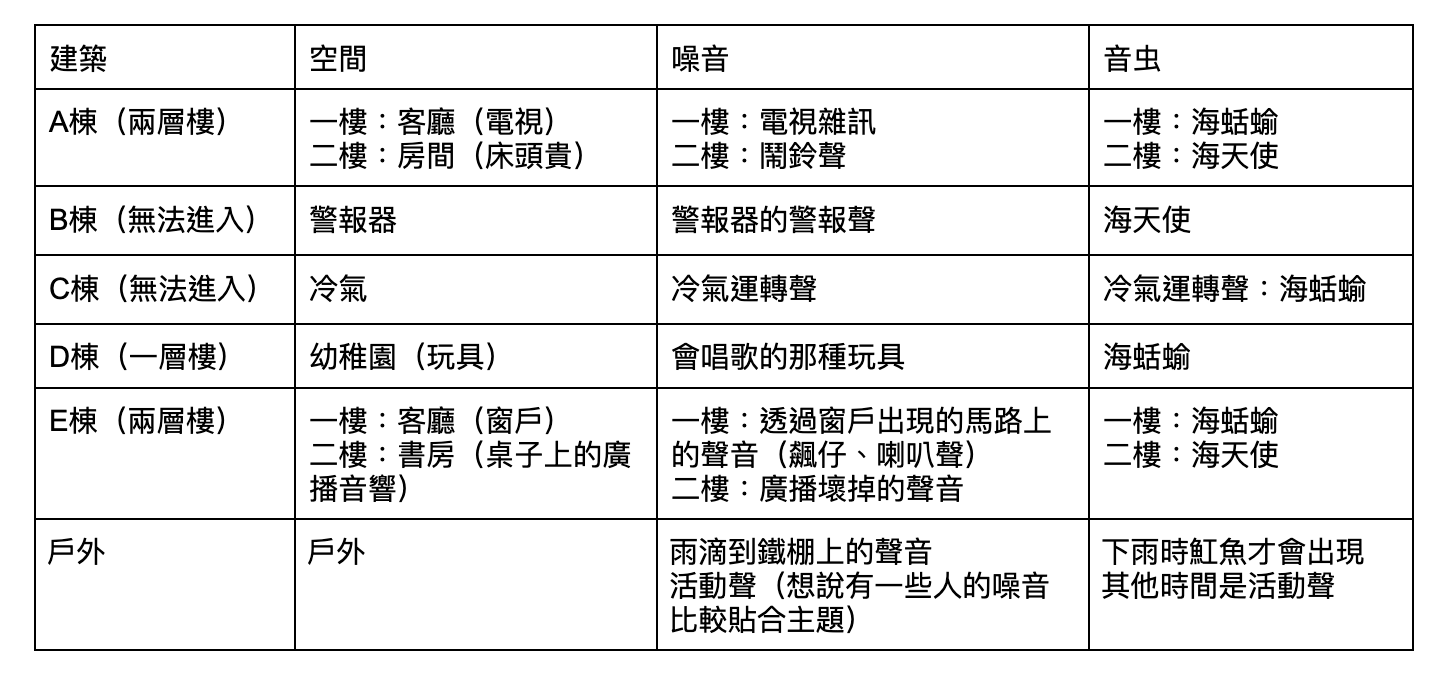 建築 空間 噪音 音虫
A棟（兩層樓） 一樓：客廳（電視） 一樓：電視雜訊 一樓：海蛞蝓
二樓：房間（床頭貴） 二樓：鬧鈴聲 二樓：海天使
B棟（無法進入） 警報器 警報器的警報聲 海天使
C棟（無法進入） 冷氣 冷氣運轉聲 冷氣運轉聲：海蛞蝓
D棟（一層樓） 幼稚園（玩具） 會唱歌的那種玩具 海蛞蝓
E棟（兩層樓） 一樓：客廳（窗戶） 一樓：透過窗戶出現的馬路上 一樓：海蛞蝓
二樓：書房（桌子上的廣 的聲音（飆仔、喇叭聲） 二樓：海天使
播音響） 二樓：廣播壞掉的聲音
戶外 戶外 雨滴到鐵棚上的聲音 下雨時魟魚才會出現
活動聲（想說有一些人的噪音 其他時間是活動聲
比較貼合主題）